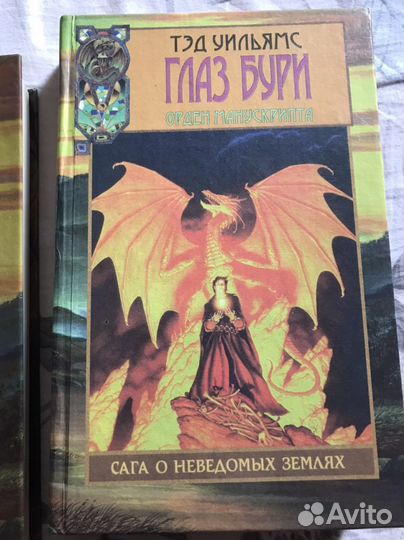 ТЭД УИЛЬЯМС
ГЛАЗ БУРИ
ОРДЕН МАНУСКРИПТА
САГА О НЕВЕДОМЫХ ЗЕМЛЯХ
Avito